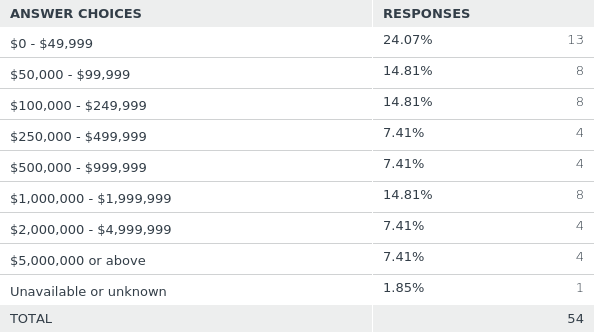 ANSWER CHOICES RESPONSES
$0 - $49,999 24.07% 13
$50,000 - $99,999 14.81% 8
$100,000 - $249,999 14.81% 8
$250,000 - $499,999 7.41% 4
$500,000 - $999,999 7.41% 4
$1,000,000 - $1,999,999 14.81% 8
$2,000,000 - $4,999,999 7.41% 4
$5,000,000 or above 7.41% 4
Unavailable or unknown 1.85% 1
TOTAL 54